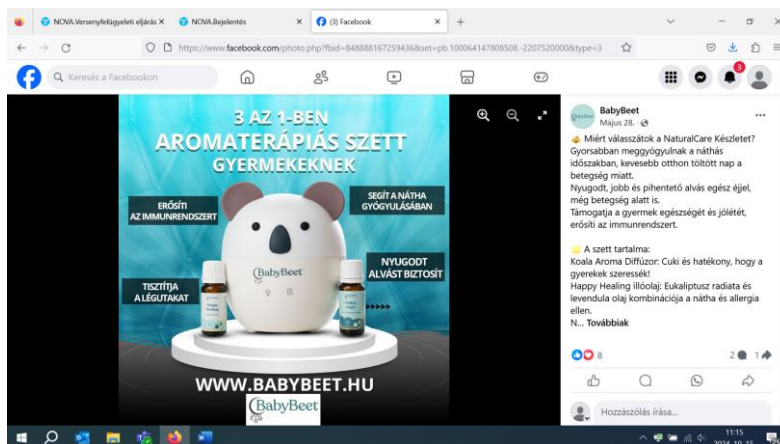 NOVA.Versenyfelügyeleti eljárás
NOVA.Bejelentés
(3) Facebook
https://www.facebook.com/photo.php?fbid=848888167259436&set=pb.100064147808508.-2207520000&type=3
Keresés a Facebookon
3
3 AZ 1-BEN
AROMATERÁPIÁS SZETT
GYERMEKEKNEK
ERŐSÍTI
AZ IMMUNRENDSZERT
SEGÍT A NÁTHA
GYÓGYULÁSÁBAN
TISZTÍTJA
A LÉGUTAKAT
NYUGODT
ALVÁST BIZTOSÍT
BabyBeet
WWW.BABYBEET.HU
BabyBeet
BabyBeet
Május 28.
Miért válasszátok a NaturalCare Készletet?
Gyorsabban meggyógyulnak a náthás
időszakban, kevesebb otthon töltött nap a
betegség miatt.
Nyugodt, jobb és pihentető alvás egész éjjel,
még betegség alatt is.
Támogatja a gyermek egészségét és jólétét,
erősíti az immunrendszert.
A szett tartalma:
Koala Aroma Diffúzor: Cuki és hatékony, hogy a
gyerekek szeressék!
Happy Healing illóolaj: Eukaliptusz radiata és
levendula olaj kombinációja a nátha és allergia
ellen.
N... Továbbiak
8
2
1
Hozzászólás írása...
11:15
2024. 10. 15.